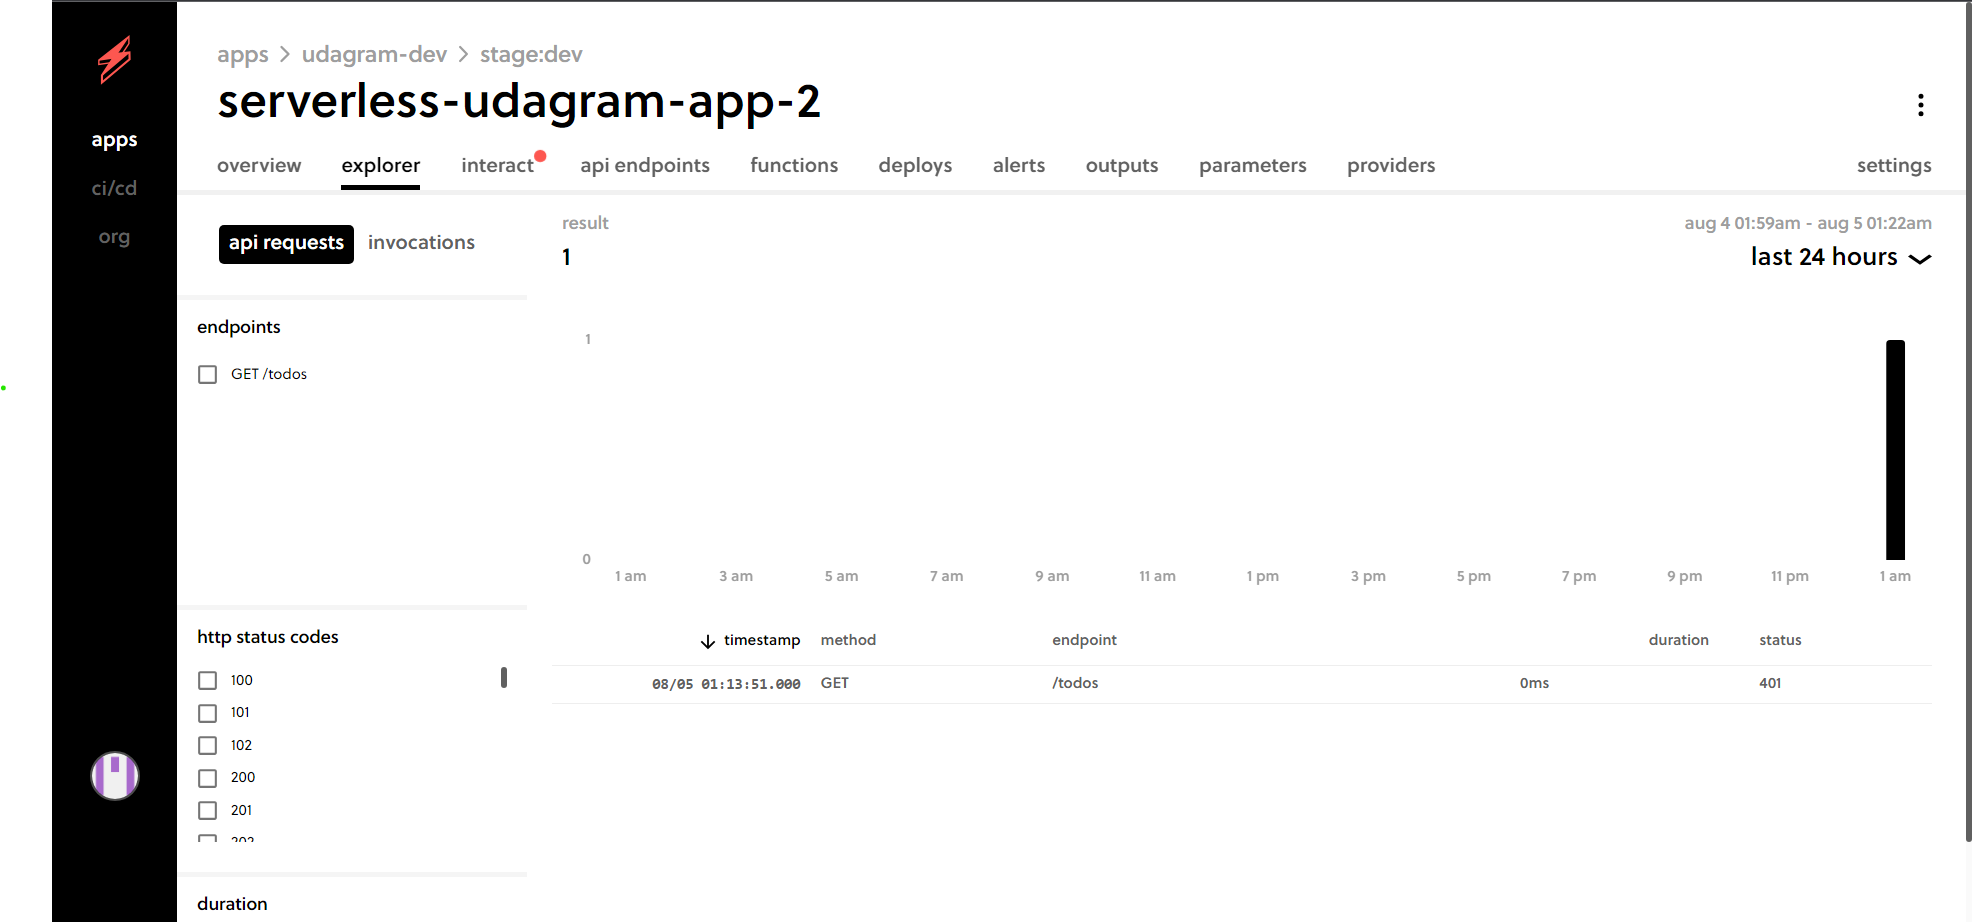 apps
ci/cd
org
apps > udagram-dev > stage:dev
serverless-udagram-app-2
overview explorer interact api endpoints functions deploys alerts outputs parameters providers settings
api requests invocations
endpoints
GET /todos
http status codes
100
101
102
200
201
202
duration
result
1
aug 4 01:59am - aug 5 01:22am
last 24 hours
1
0
1 am 3 am 5 am 7 am 9 am 11 am 1 pm 3 pm 5 pm 7 pm 9 pm 11 pm 1 am
timestamp method endpoint duration status
08/05 01:13:51.000 GET /todos 0ms 401